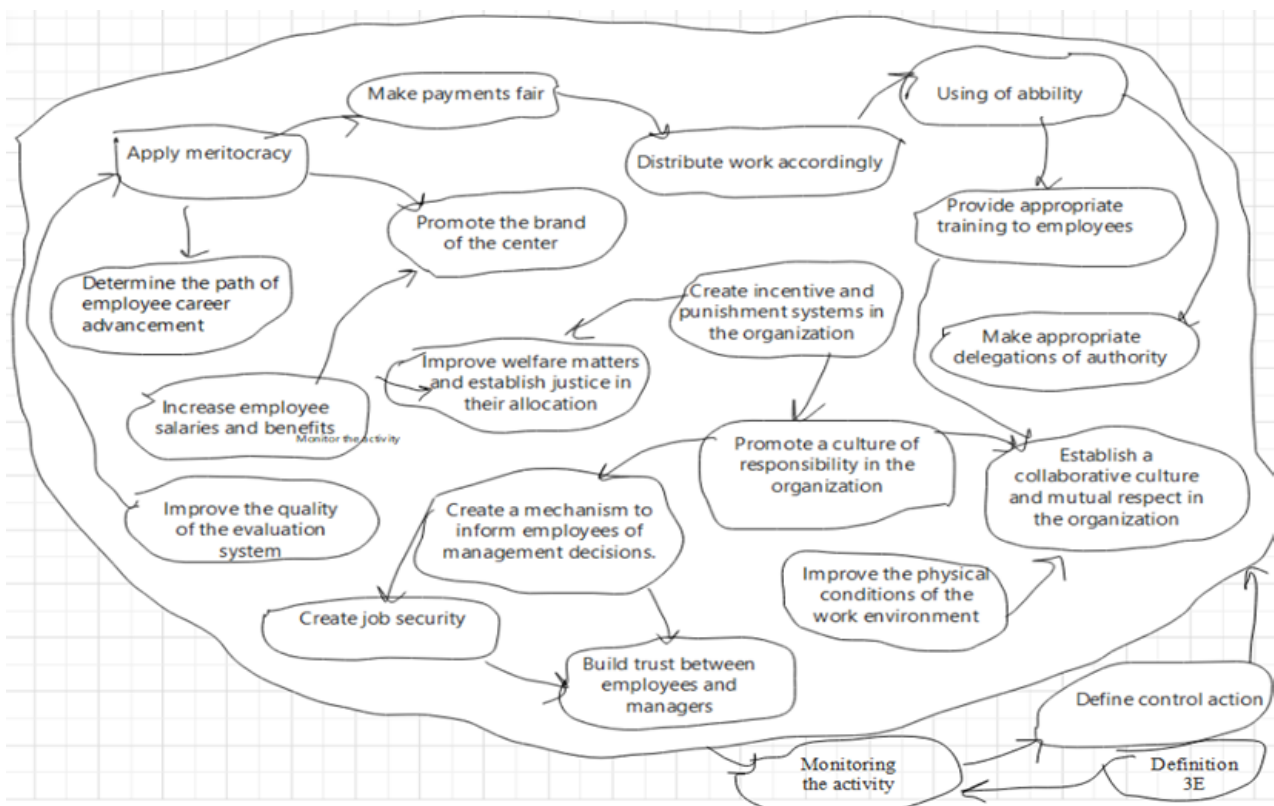 Make payments fair
Using of abbility
Apply meritocracy
Distribute work accordingly
Promote the brand
of the center
Provide appropriate
training to employees
Determine the path of
employee career
advancement
Create incentive and
punishment systems in
the organization
Make appropriate
delegations of authority
Improve welfare matters
and establish justice in
their allocation
Increase employee
salaries and benefits
Monitor the activity
Promote a culture of
responsibility in the
organization
Establish a
collaborative culture
and mutual respect in
the organization
Improve the quality
of the evaluation
system
Create a mechanism to
inform employees of
management decisions.
Improve the physical
conditions of the
work environment
Create job security
Build trust between
employees and
managers
Define control action
Monitoring
the activity
Definition
3E